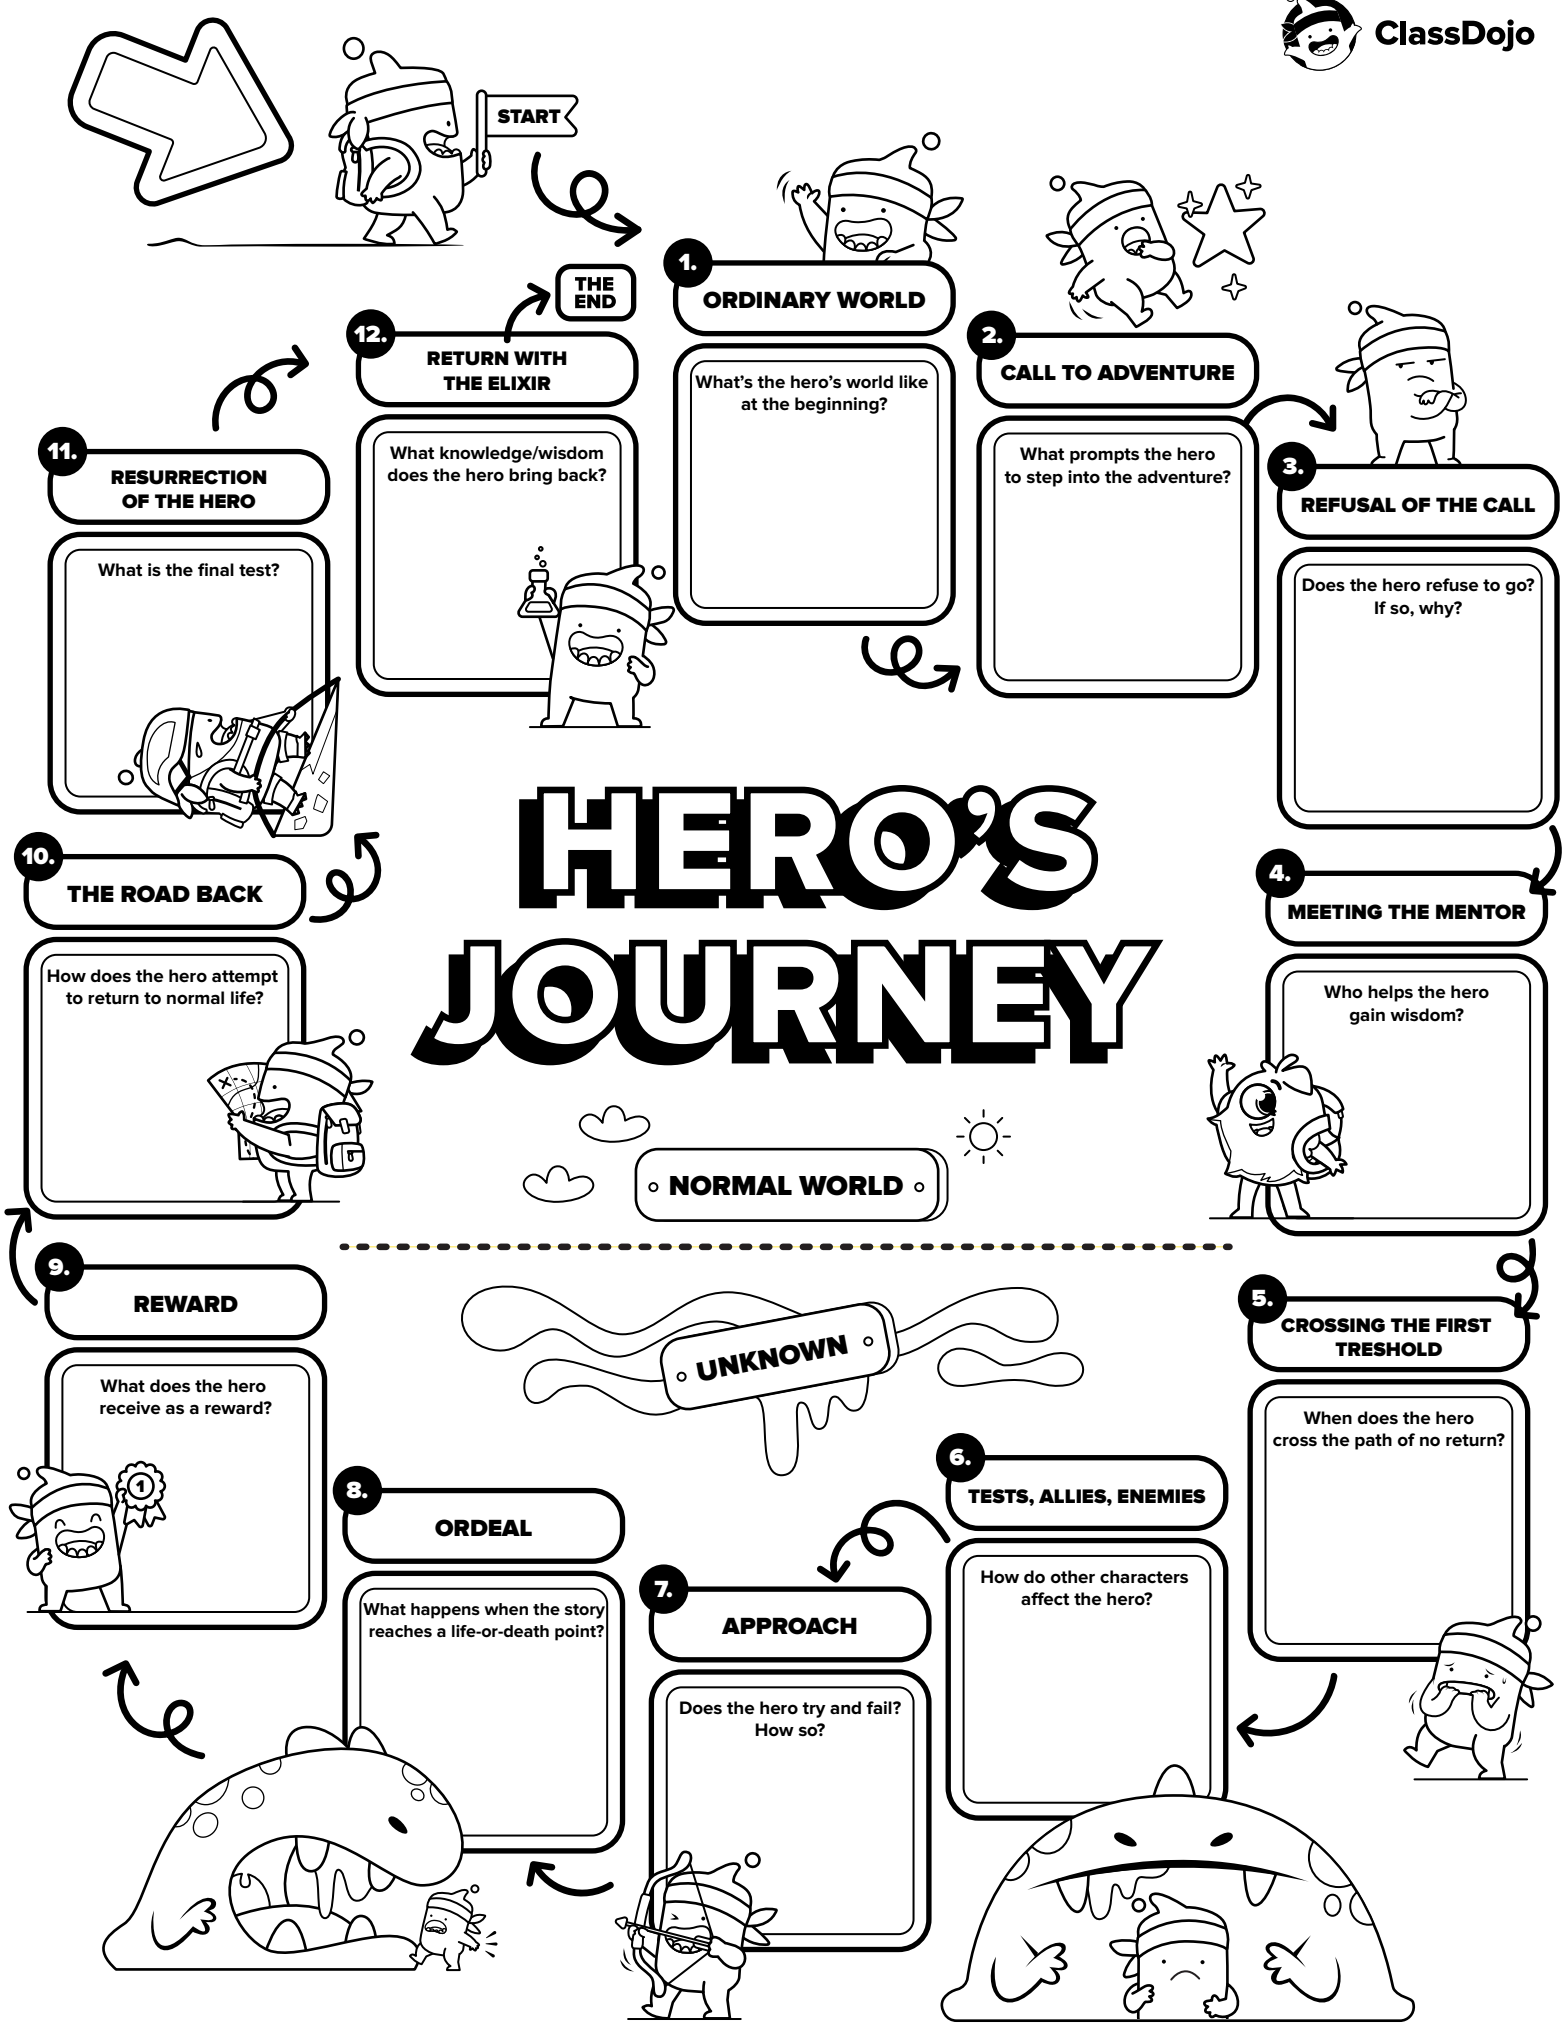 ClassDojo
START
1.
ORDINARY WORLD
What's the hero's world like
at the beginning?
2.
CALL TO ADVENTURE
What prompts the hero
to step into the adventure?
3.
REFUSAL OF THE CALL
Does the hero refuse to go?
If so, why?
4.
MEETING THE MENTOR
Who helps the hero
gain wisdom?
5.
CROSSING THE FIRST
TRESHOLD
When does the hero
cross the path of no return?
6.
TESTS, ALLIES, ENEMIES
How do other characters
affect the hero?
7.
APPROACH
Does the hero try and fail?
How so?
8.
ORDEAL
What happens when the story
reaches a life-or-death point?
9.
REWARD
What does the hero
receive as a reward?
1
10.
THE ROAD BACK
How does the hero attempt
to return to normal life?
X
11.
RESURRECTION
OF THE HERO
What is the final test?
12.
RETURN WITH
THE ELIXIR
What knowledge/wisdom
does the hero bring back?
THE
END
HERO'S
JOURNEY
NORMAL WORLD
UNKNOWN